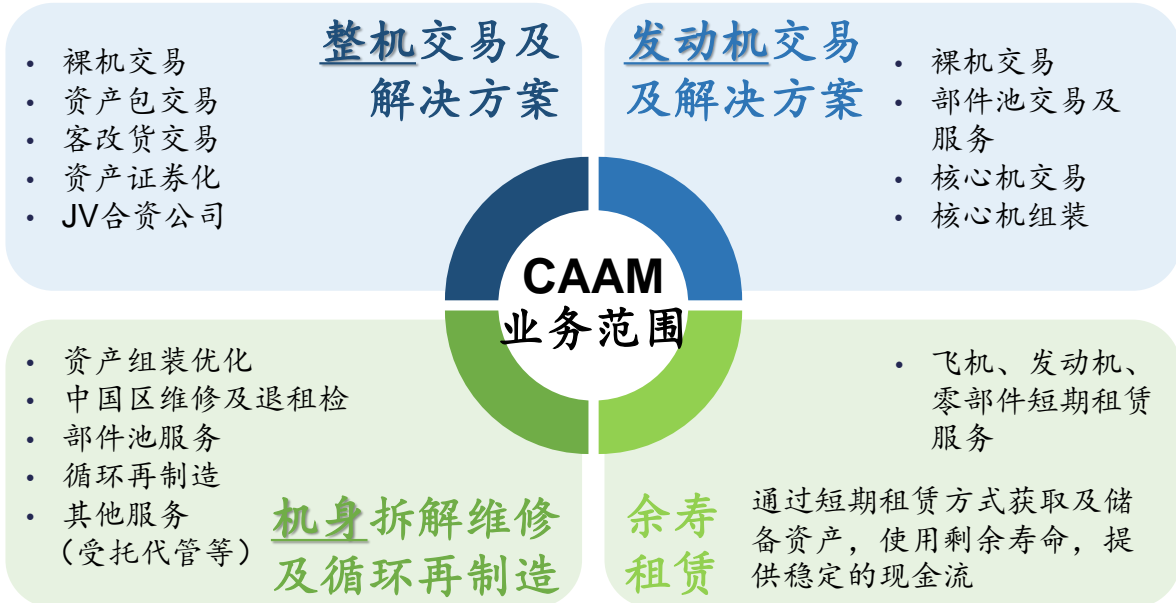 整机交易及
解决方案
• 裸机交易
• 资产包交易
• 客改货交易
• 资产证券化
• JV合资公司
发动机交易
及解决方案
• 裸机交易
• 部件池交易及
服务
• 核心机交易
• 核心机组装
CAAM
业务范围
• 资产组装优化
• 中国区维修及退租检
• 部件池服务
• 循环再制造
• 其他服务
（受托代管等）
机身拆解维修
及循环再制造
• 飞机、发动机、
零部件短期租赁
服务
余寿
租赁
通过短期租赁方式获取及储
备资产，使用剩余寿命，提
供稳定的现金流